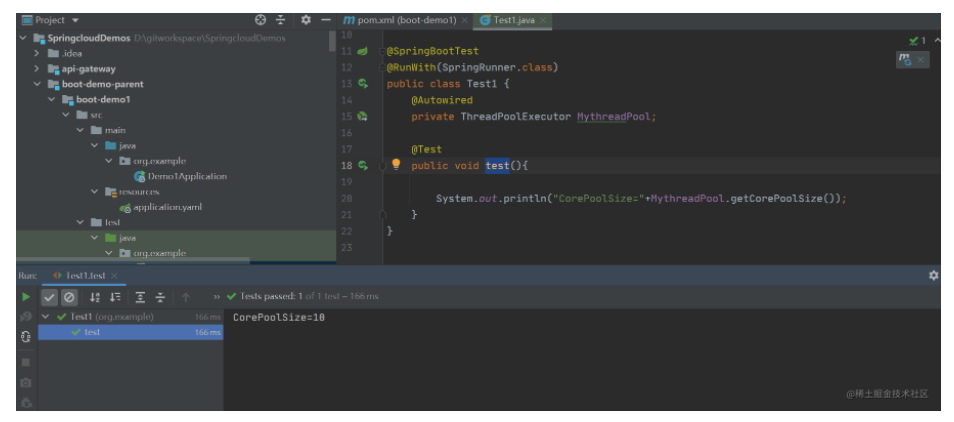 Project
SpringcloudDemos D:\gitworkspace\SpringcloudDemos
.idea
api-gateway
boot-demo-parent
boot-demo1
src
main
java
org.example
Demo1Application
resources
application.yaml
test
java
org.example
pom.xml (boot-demo1) × Test1.java ×
1
10
11 @SpringBootTest
12 @RunWith(SpringRunner.class)
13 public class Test1 {
14 @Autowired
15 private ThreadPoolExecutor MythreadPool;
16
17 @Test
18 public void test(){
19
20 System.out.println("CorePoolSize="+MythreadPool.getCorePoolSize());
21 }
22 }
23
Run: Test1.test ×
» Tests passed: 1 of 1 test – 166 ms
Test1 (org.example) 166 ms
test 166 ms
CorePoolSize=10
@稀土掘金技术社区